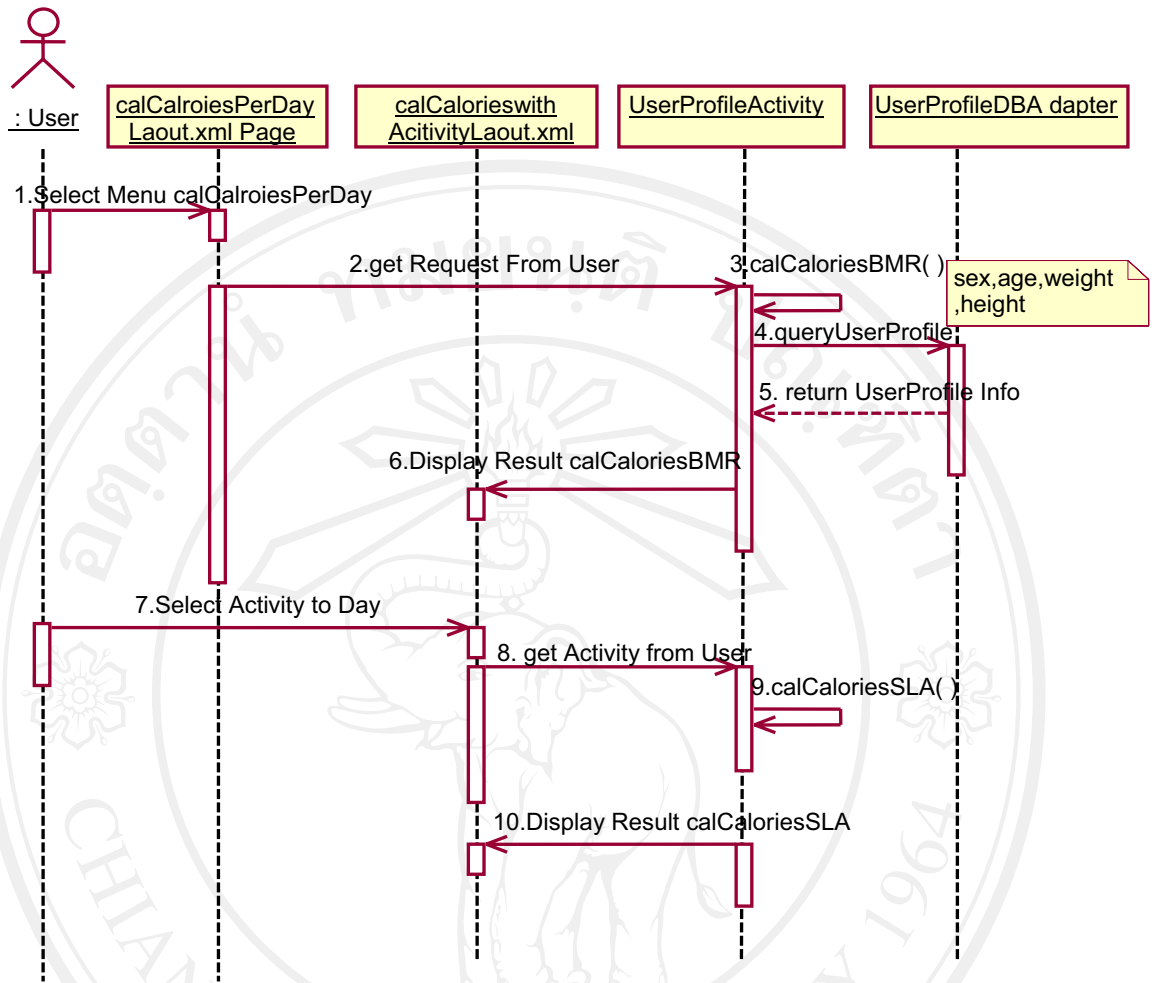 : User
calCalroiesPerDay
Laout.xml Page
calCalorieswith
AcitivityLaout.xml
UserProfileActivity
UserProfileDBA dapter
1.Select Menu calCalroiesPerDay
2.get Request From User
3.calCaloriesBMR( )
sex,age,weight
,height
4.queryUserProfile
5. return UserProfile Info
6.Display Result calCaloriesBMR
7.Select Activity to Day
8. get Activity from User
9.calCaloriesSLA( )
10.Display Result calCaloriesSLA
1964